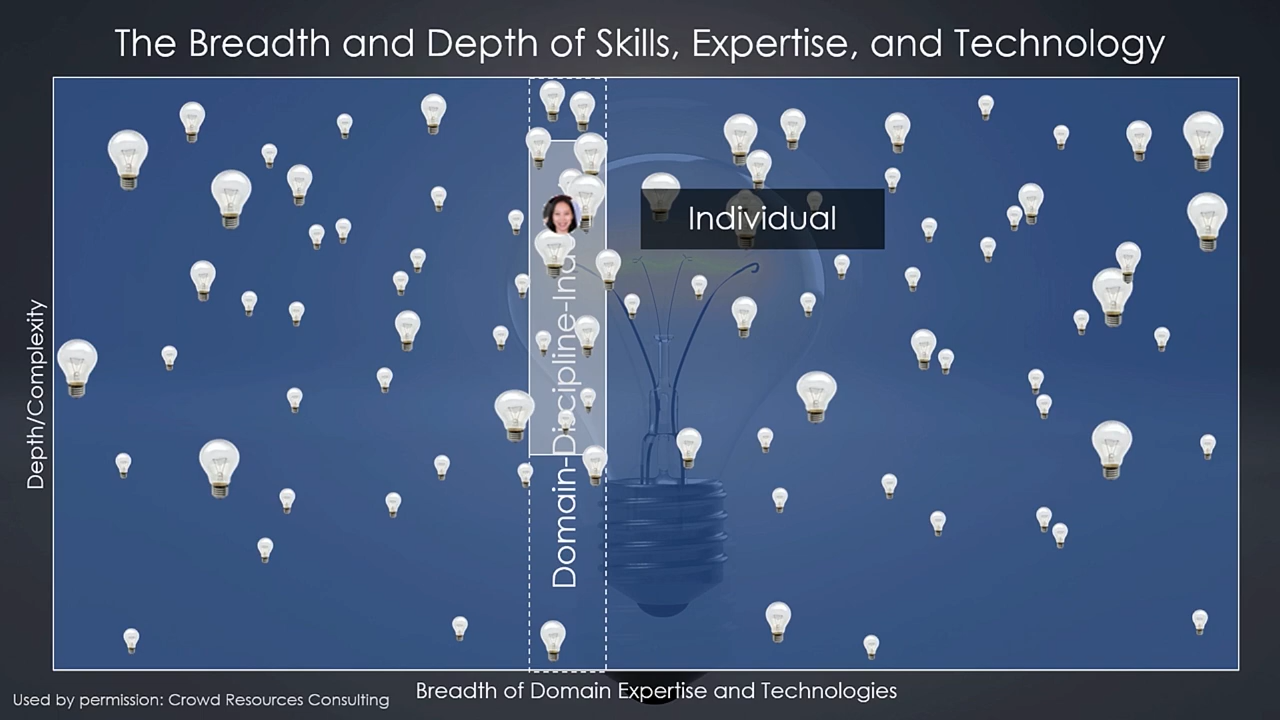 The Breadth and Depth of Skills, Expertise, and Technology
Individual
Domain-Discipline-Ind
Depth/Complexity
Breadth of Domain Expertise and Technologies
Used by permission: Crowd Resources Consulting